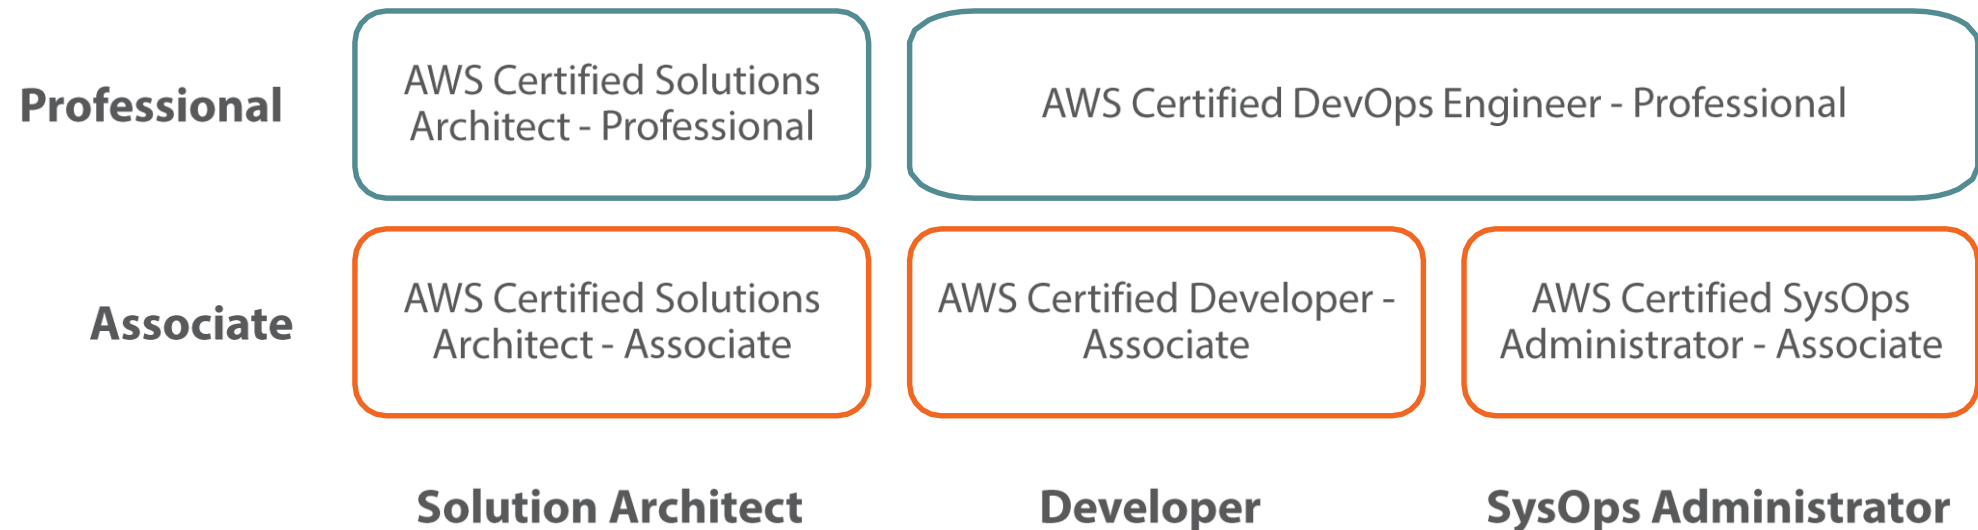 Professional
AWS Certified Solutions
Architect - Professional
AWS Certified DevOps Engineer - Professional
Associate
AWS Certified Solutions
Architect - Associate
AWS Certified Developer -
Associate
AWS Certified SysOps
Administrator - Associate
Solution Architect
Developer
SysOps Administrator